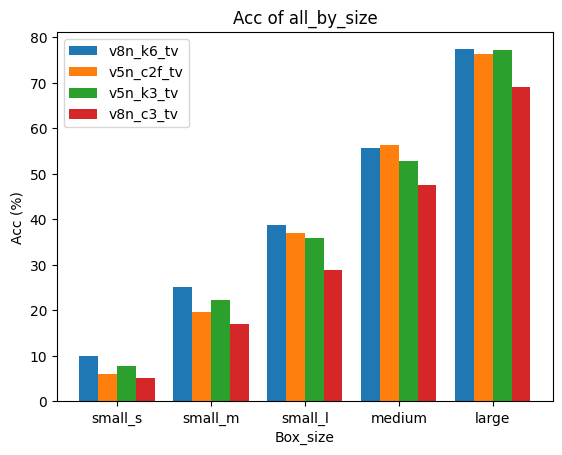 Acc of all_by_size
v8n_k6_tv
v5n_c2f_tv
v5n_k3_tv
v8n_c3_tv
Acc (%)
80
70
60
50
40
30
20
10
0
small_s small_m small_l medium large
Box_size